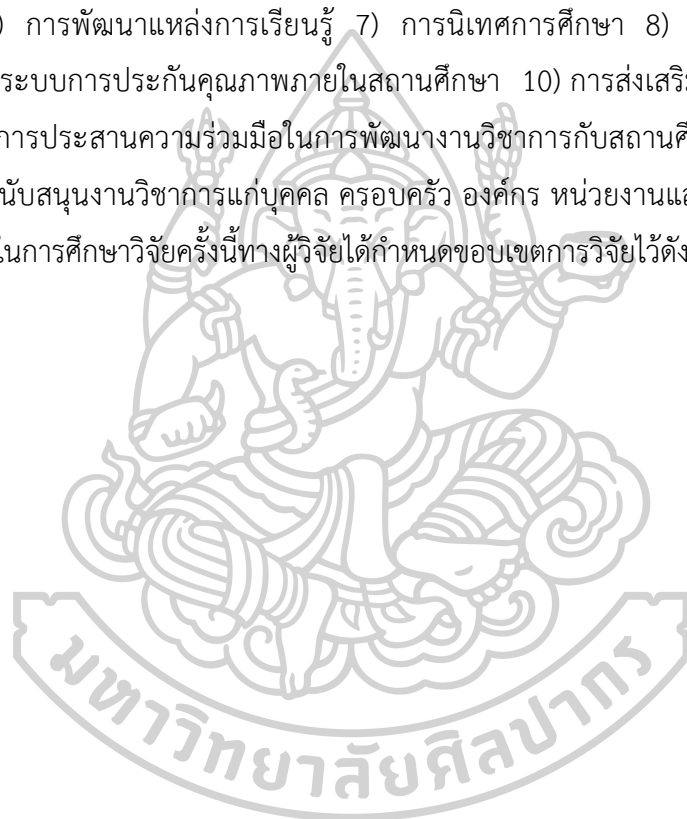 ) การพัฒนาแหล่งการเรียนรู้ 7) การนิเทศการศึกษา 8)
ระบบการประกันคุณภาพภายในสถานศึกษา 10) การส่งเสริ
การประสานความร่วมมือในการพัฒนางานวิชาการกับสถานศึ
นับสนุนงานวิชาการแก่บุคคล ครอบครัว องค์กร หน่วยงานแล
ในการศึกษาวิจัยครั้งนี้ทางผู้วิจัยได้กำหนดขอบเขตการวิจัยไว้ดัง
มหาวิทยาลัยศิลปากร